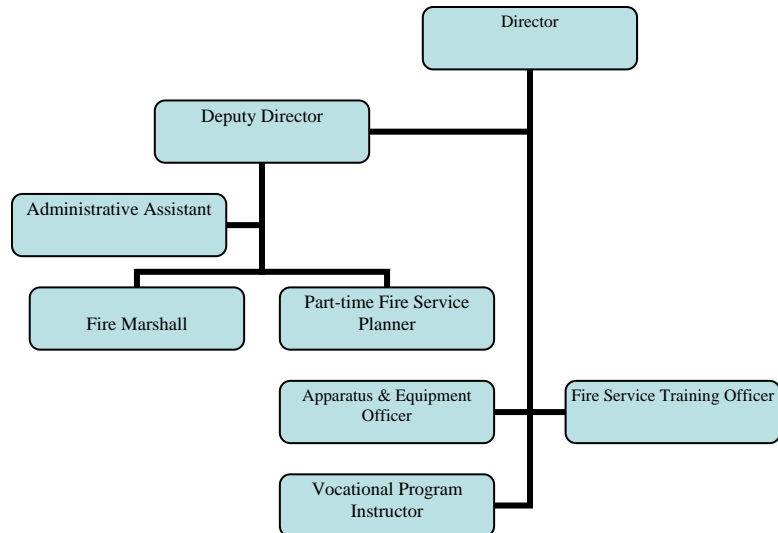 Director
Deputy Director
Administrative Assistant
Fire Marshall
Part-time Fire Service
Planner
Apparatus & Equipment
Officer
Fire Service Training Officer
Vocational Program
Instructor